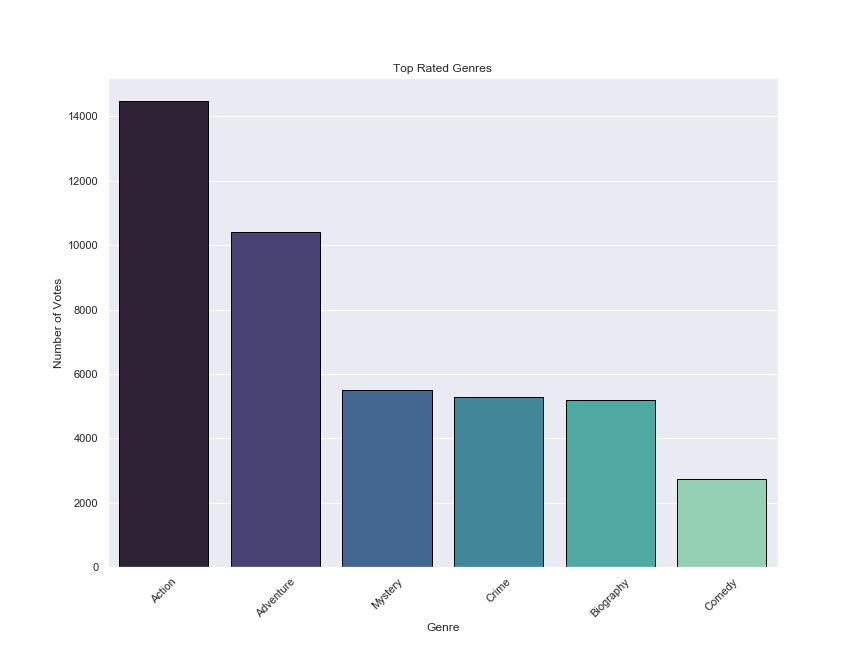 Top Rated Genres
14000
12000
10000
8000
6000
4000
2000
0
Number of Votes
Action
Adventure
Mystery
Crime
Biography
Comedy
Genre